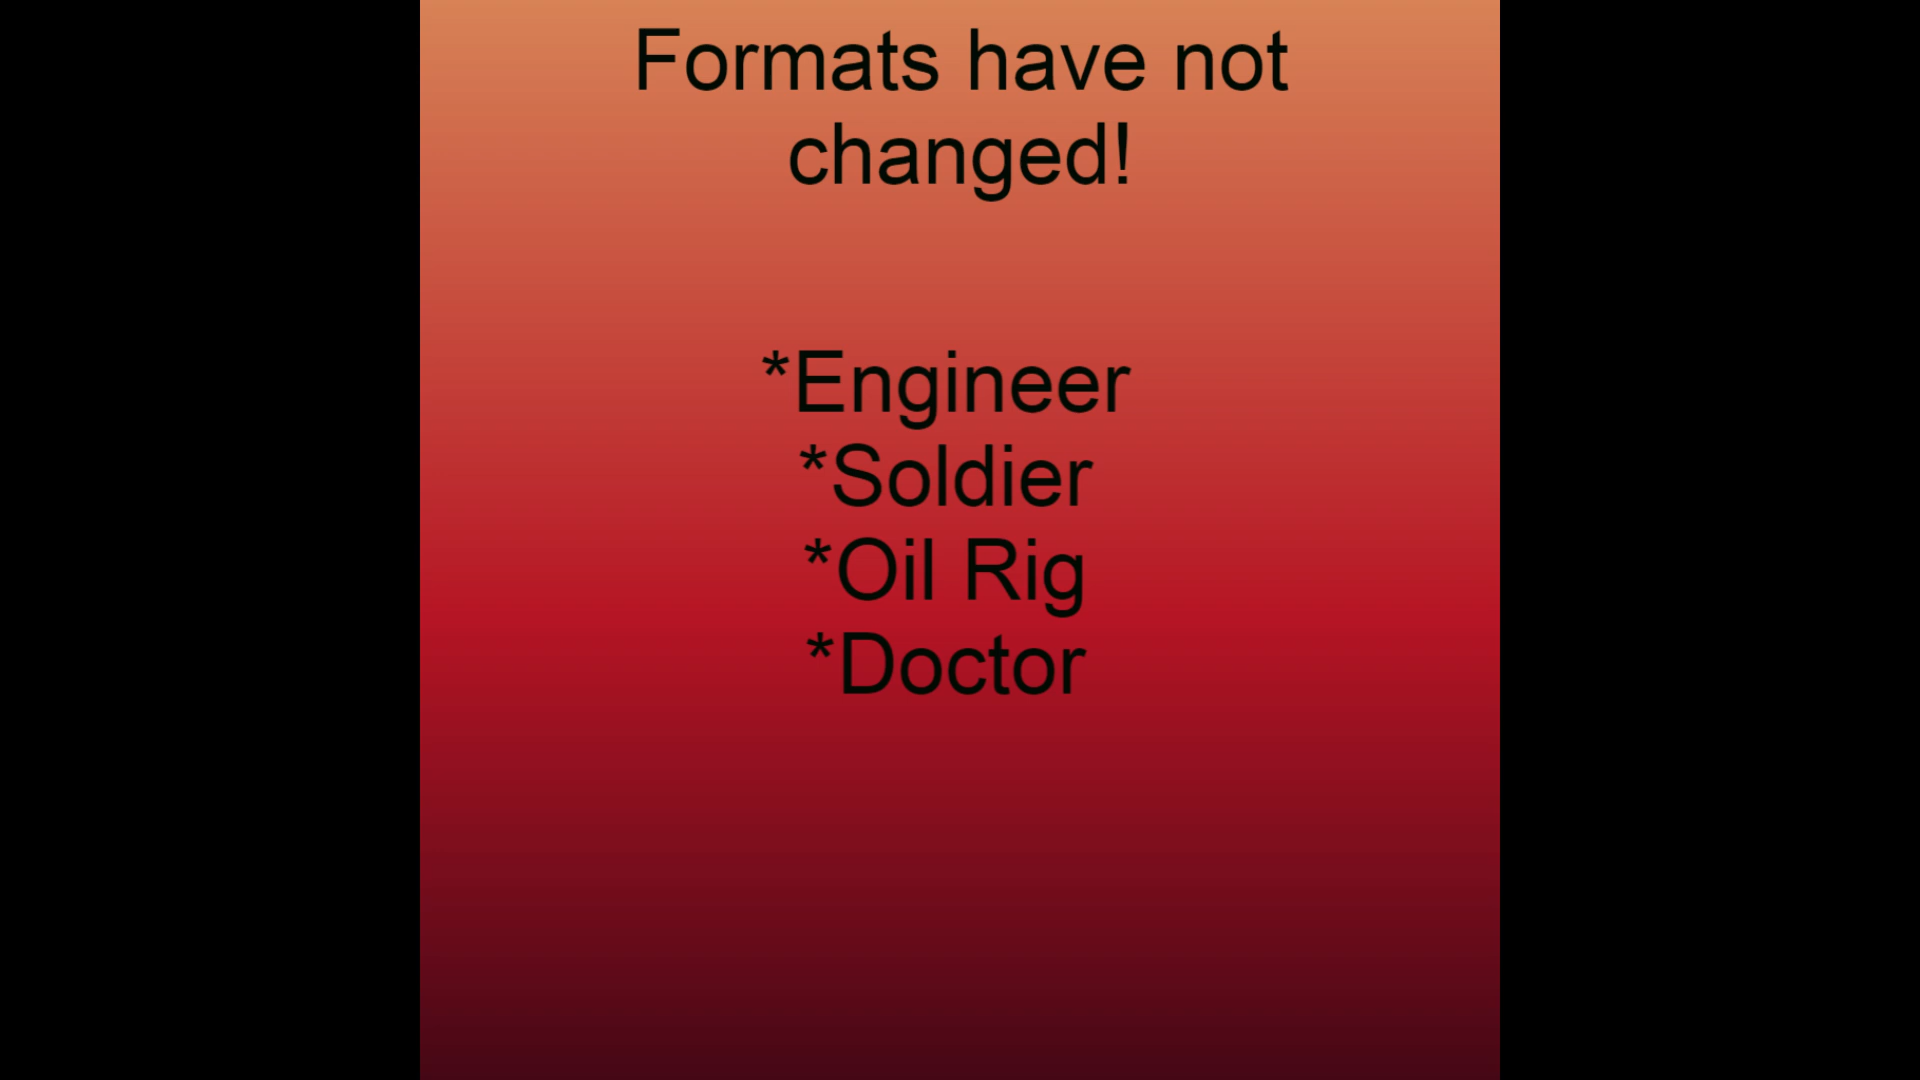 Formats have not
changed!
*Engineer
*Soldier
*Oil Rig
*Doctor